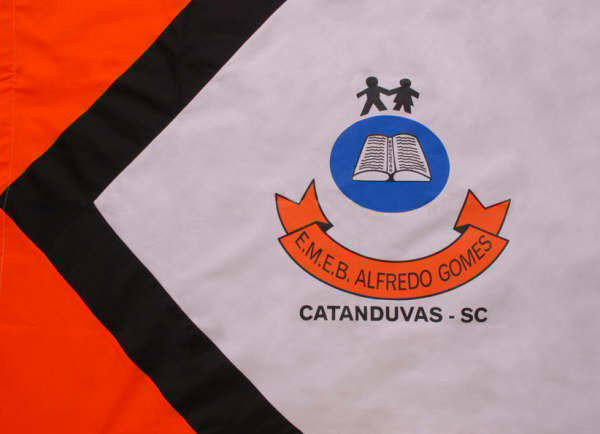 E.M.E.B. ALFREDO GOMES
CATANDUVAS - SC